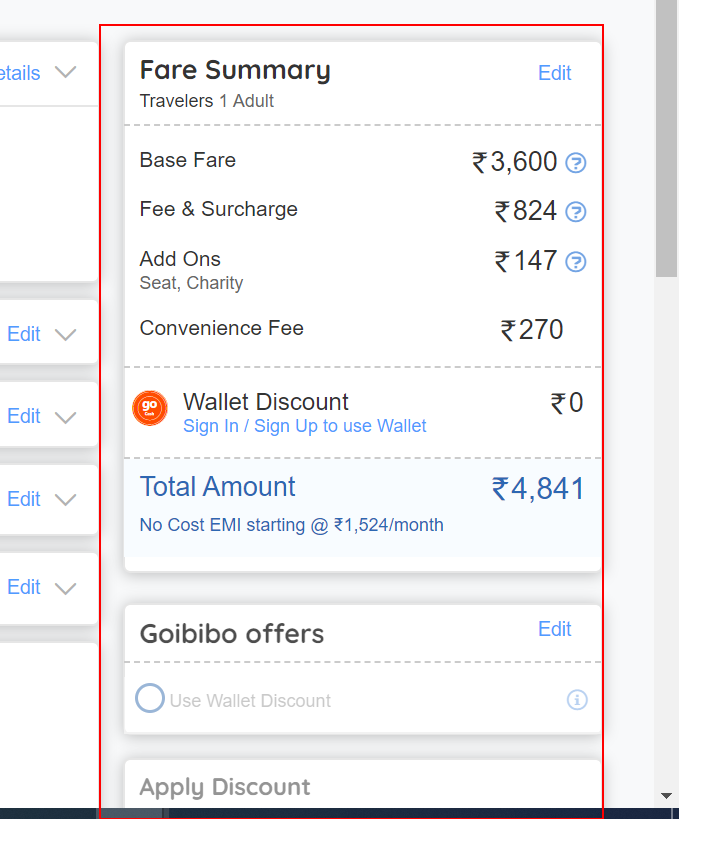 etails
Edit
Edit
Edit
Edit
Fare Summary
Edit
Travelers 1 Adult
Base Fare ₹3,600 ?
Fee & Surcharge ₹824 ?
Add Ons ₹147 ?
Seat, Charity
Convenience Fee ₹270
go
Cash
Wallet Discount ₹0
Sign In / Sign Up to use Wallet
Total Amount ₹4,841
No Cost EMI starting @ ₹1,524/month
Goibibo offers
Edit
Use Wallet Discount i
Apply Discount